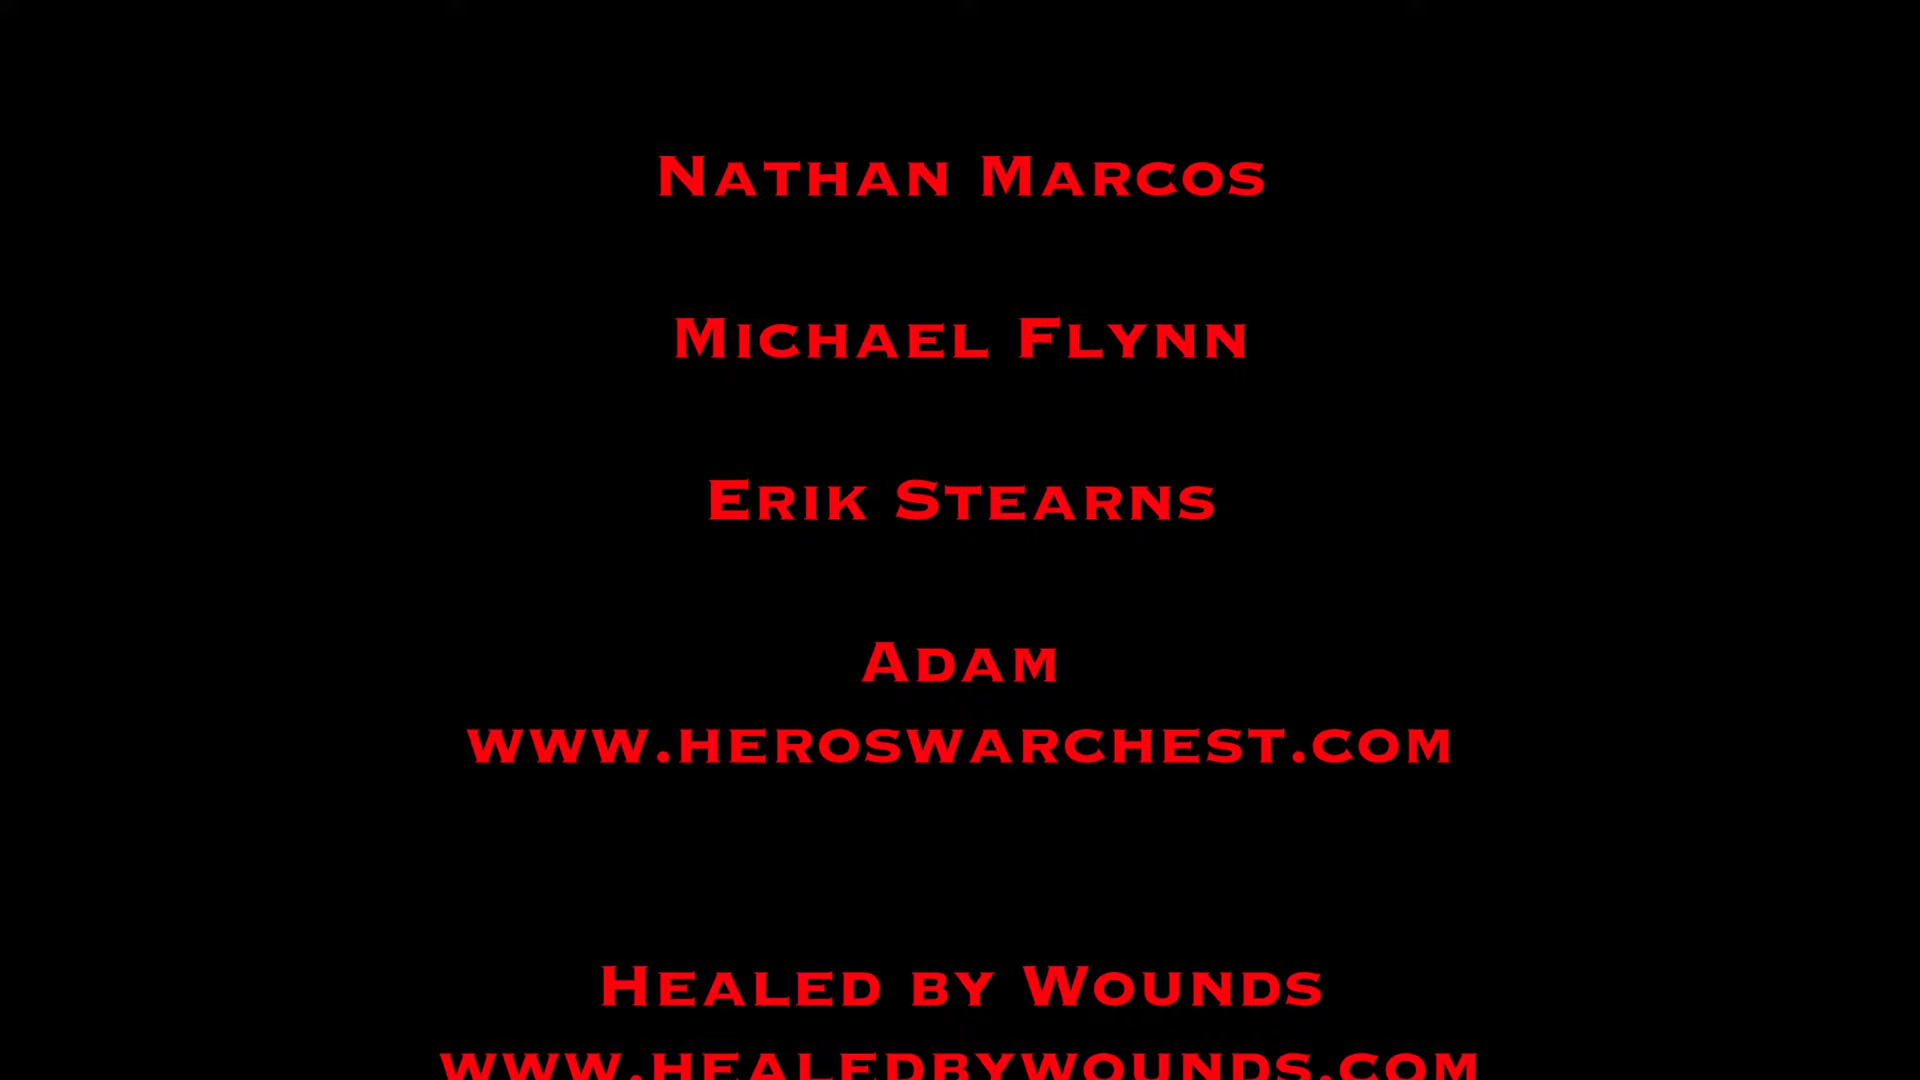 Nathan Marcos
Michael Flynn
Erik Stearns
Adam
www.heroswarchest.com
Healed by Wounds
www.healedbywounds.com